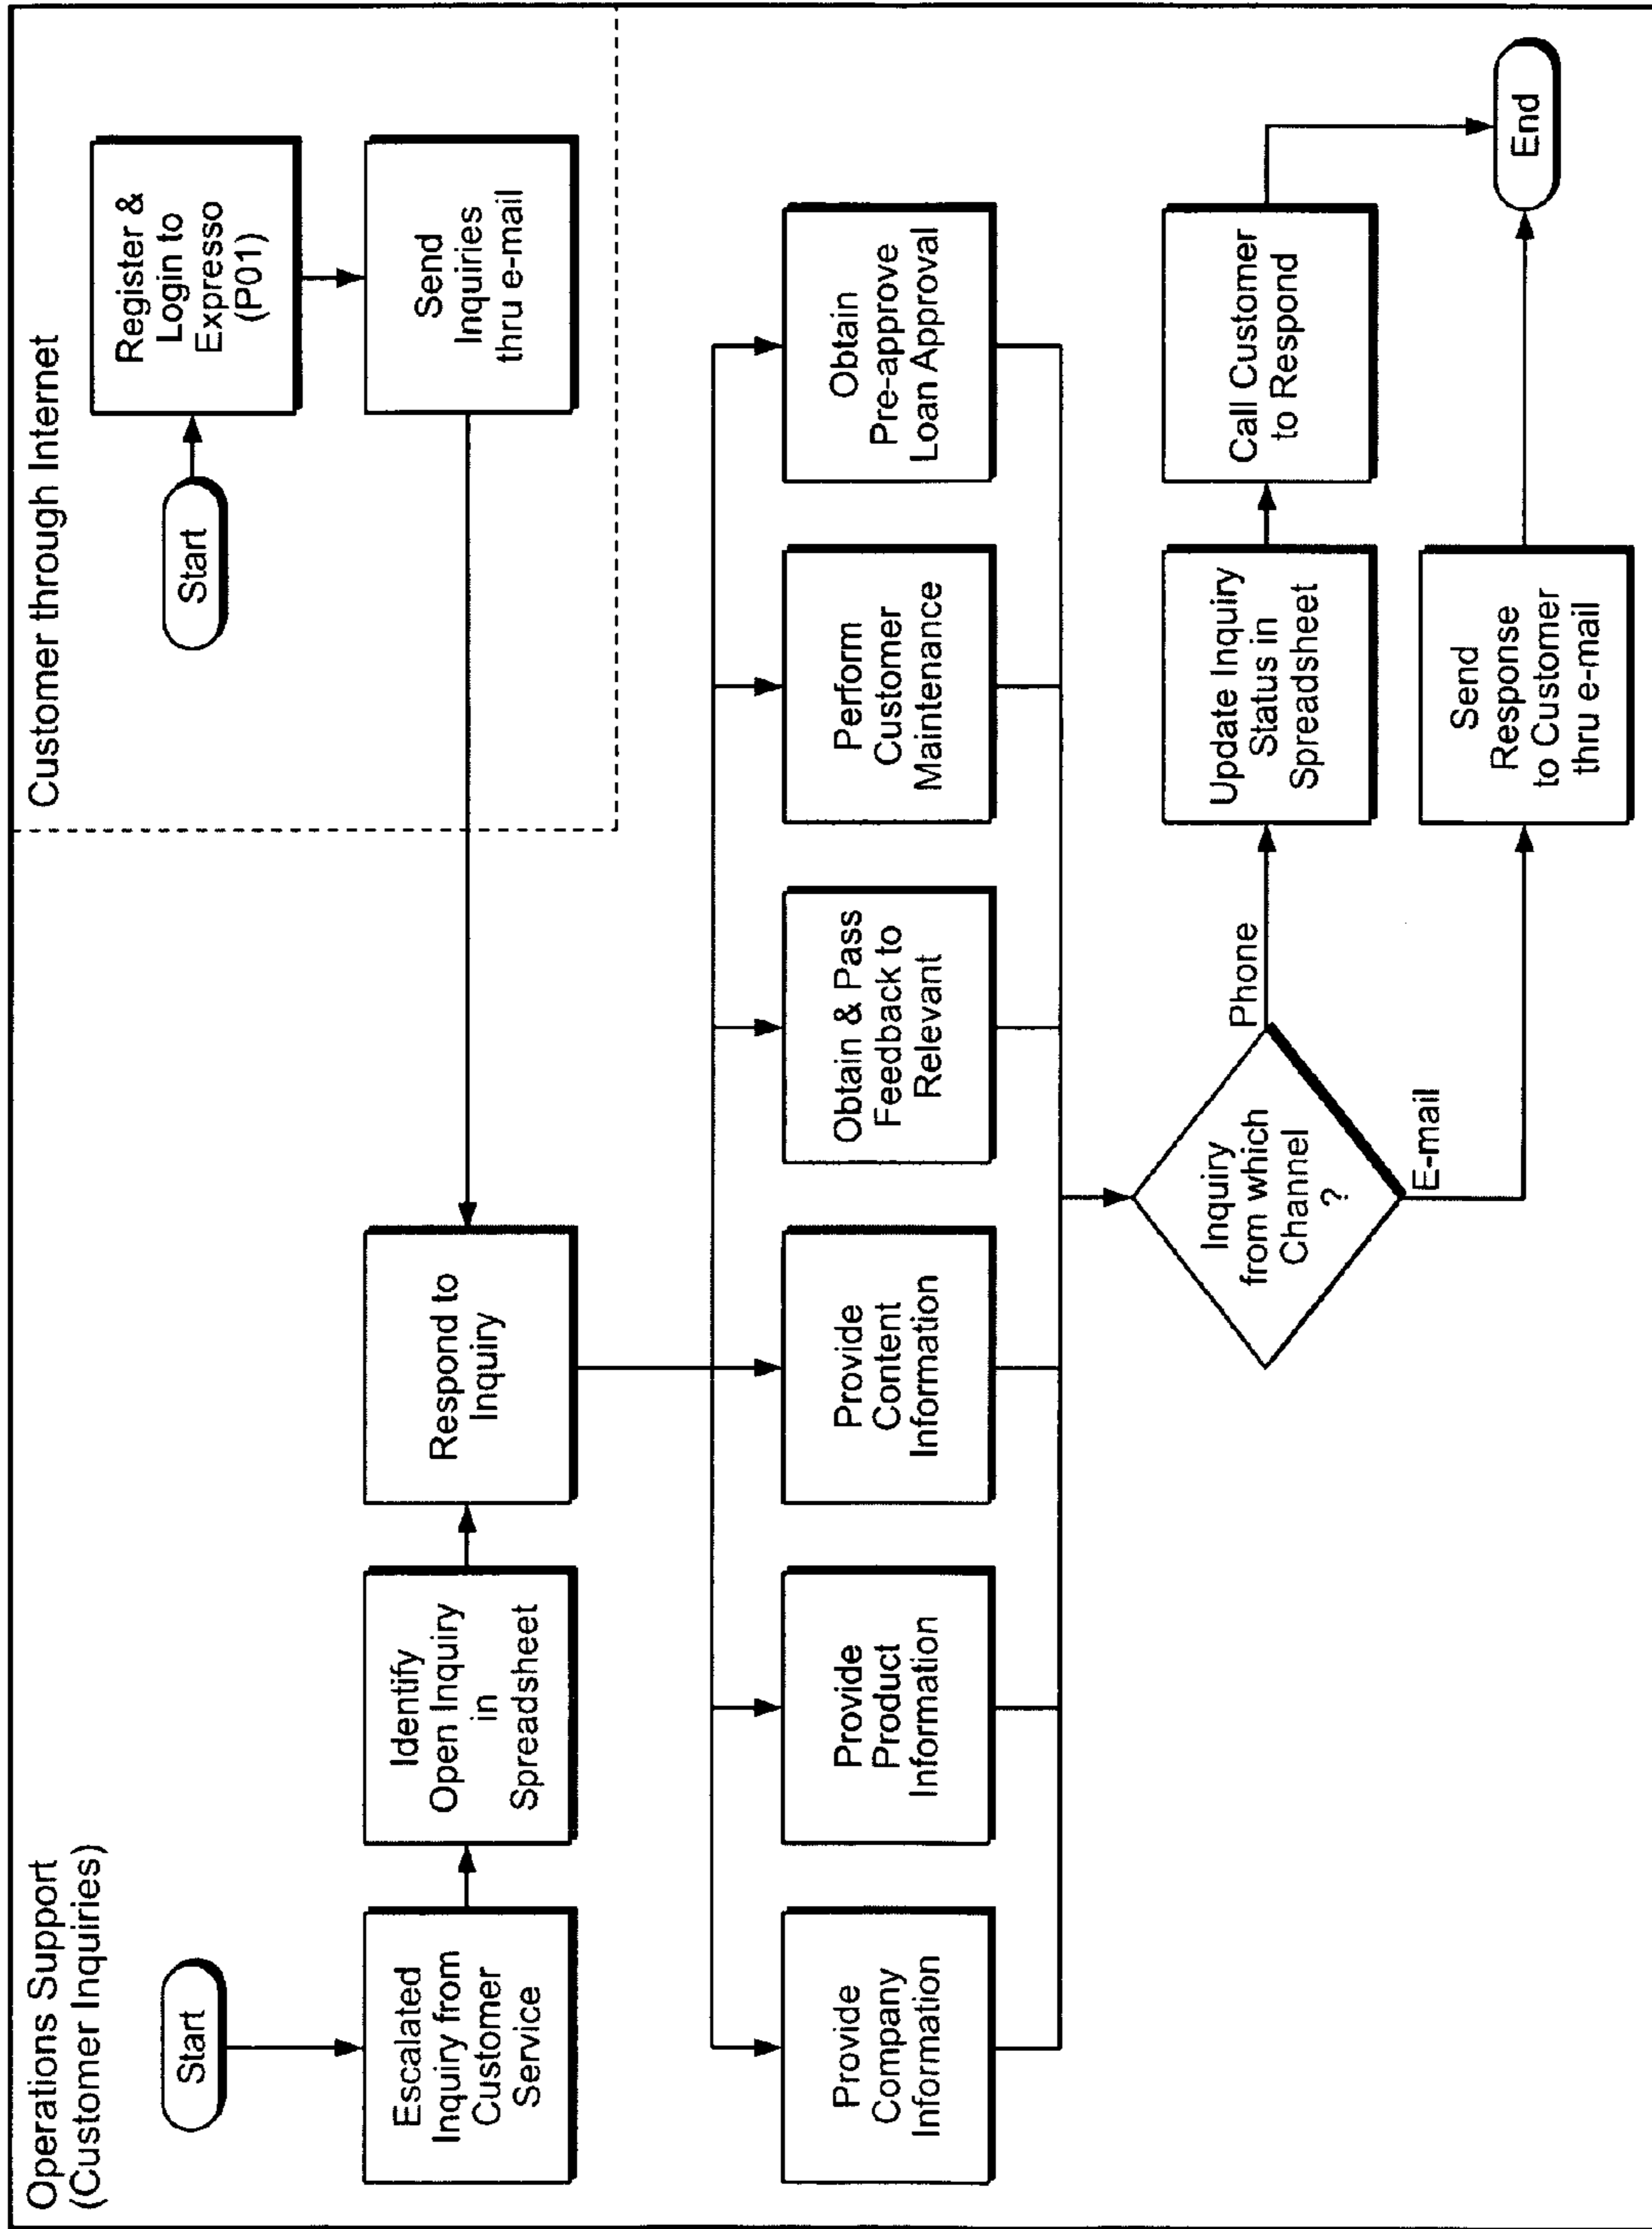 Operations Support
(Customer Inquiries)
Customer through Internet
Start
Start
Register &
Login to
Expresso
(P01)
Escalated
Inquiry from
Customer
Service
Identify
Open Inquiry
in
Spreadsheet
Respond to
Inquiry
Send
Inquiries
thru e-mail
Provide
Company
Information
Provide
Product
Information
Provide
Content
Information
Obtain & Pass
Feedback to
Relevant
Perform
Customer
Maintenance
Obtain
Pre-approve
Loan Approval
Inquiry
from which
Channel
?
Phone
Update Inquiry
Status in
Spreadsheet
Call Customer
to Respond
E-mail
Send
Response
to Customer
thru e-mail
End